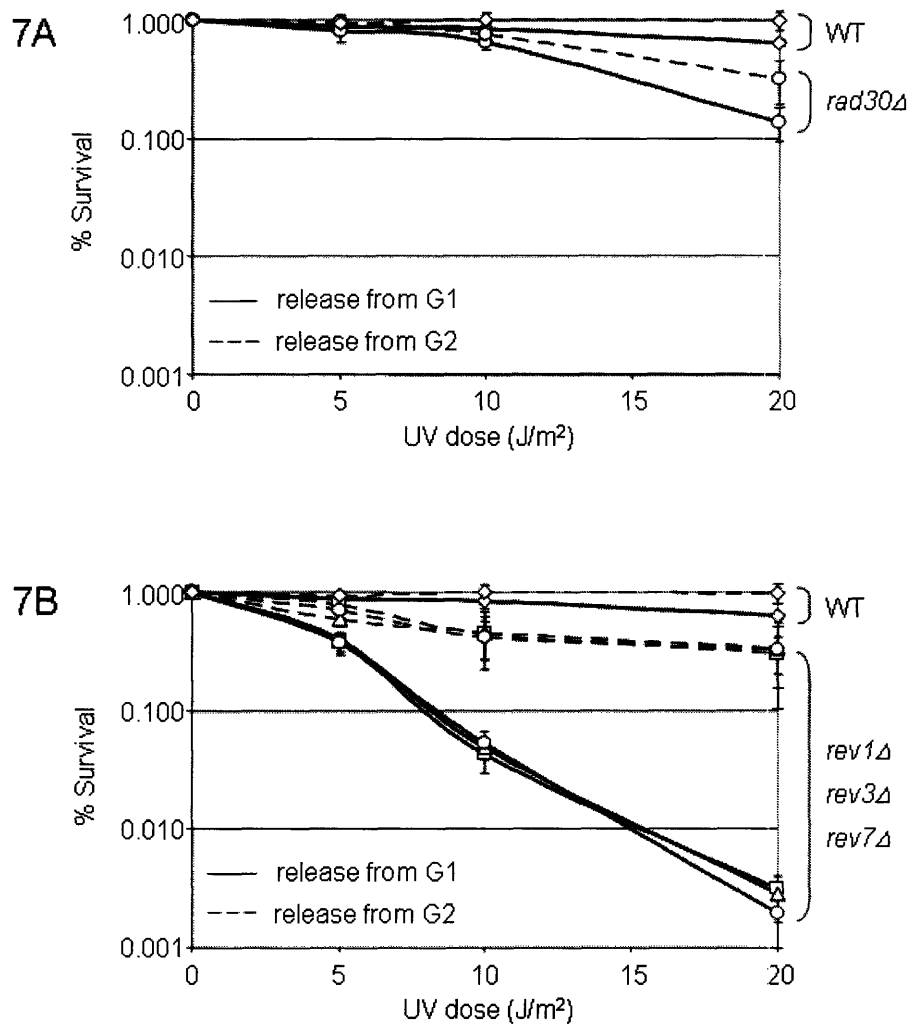 7A
1.000
0.100
0.010
0.001
% Survival
release from G1
release from G2
0 5 10 15 20
UV dose (J/m²)
WT
rad30Δ
7B
1.000
0.100
0.010
0.001
% Survival
release from G1
release from G2
0 5 10 15 20
UV dose (J/m²)
WT
rev1Δ
rev3Δ
rev7Δ